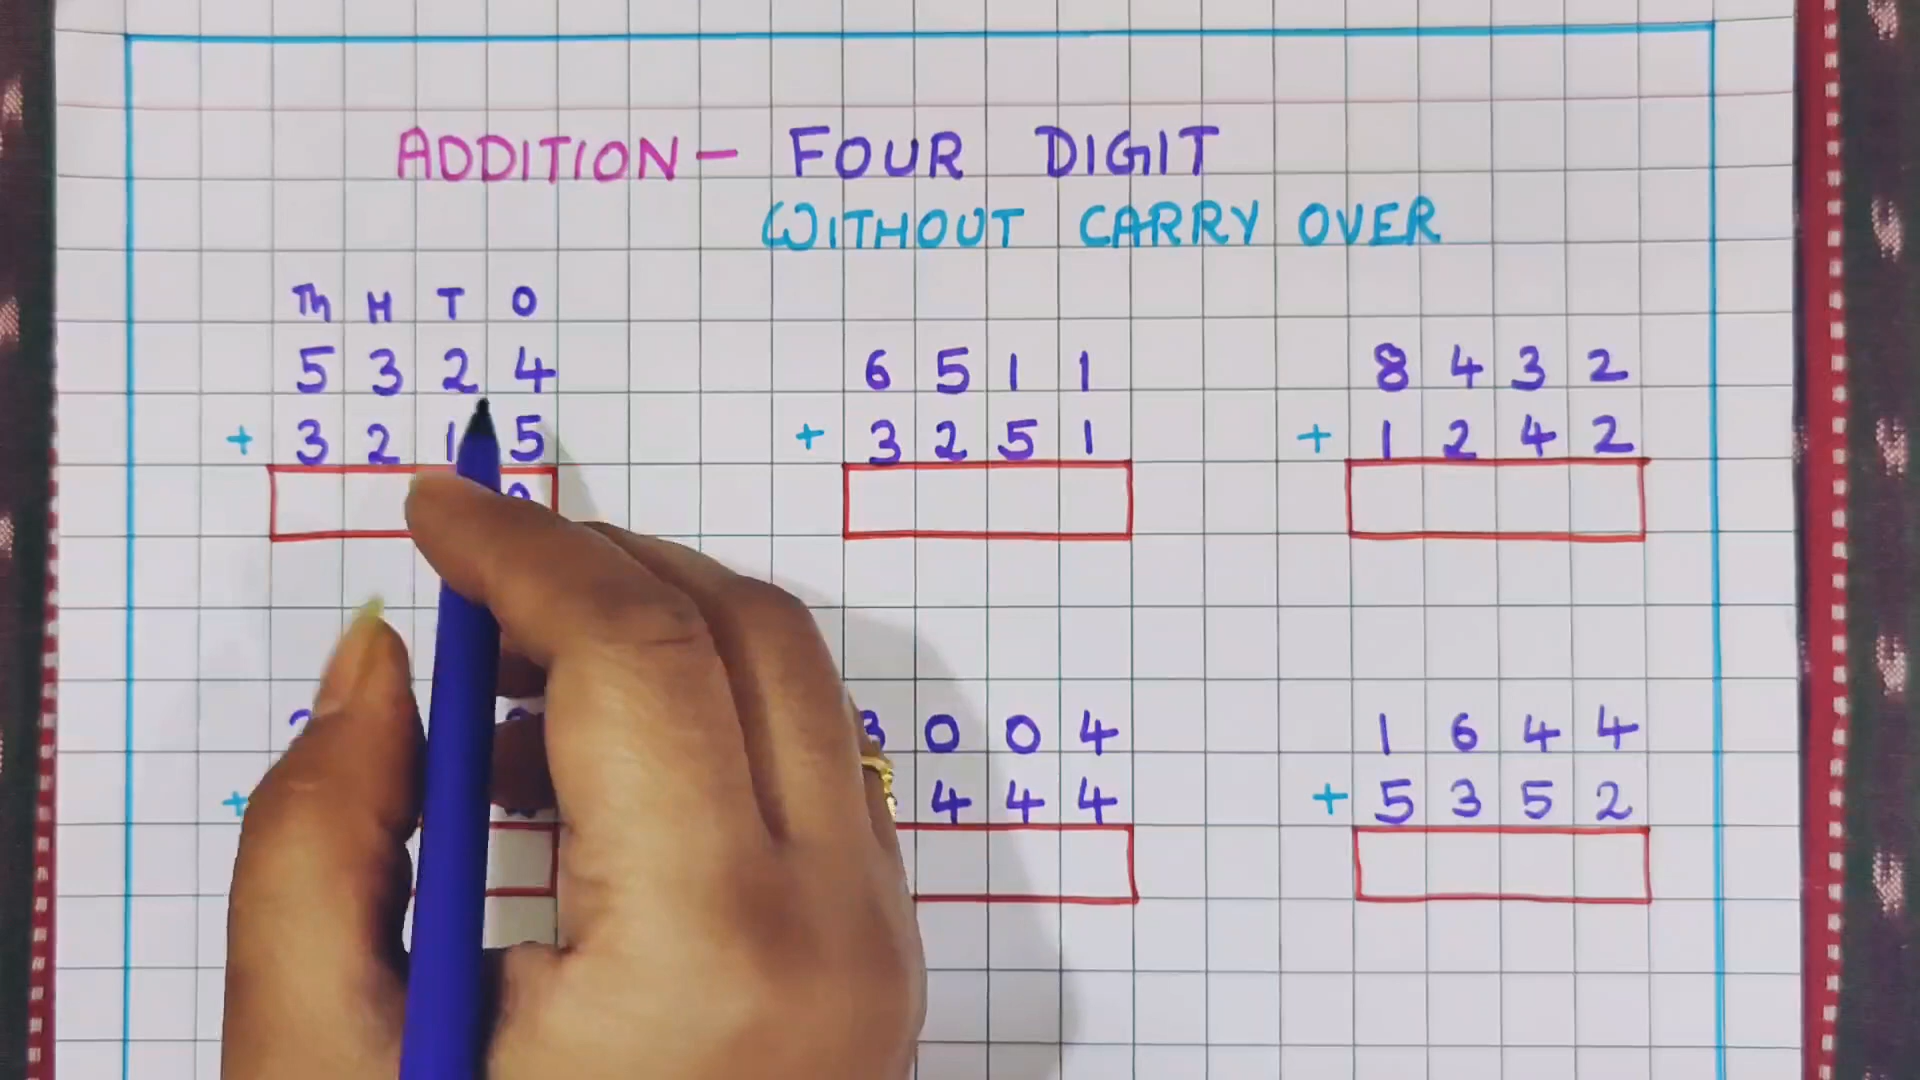 ADDITION - FOUR DIGIT
WITHOUT CARRY OVER
Th H T O
5 3 2 4
+ 3 2 1 5
6 5 1 1
+ 3 2 5 1
8 4 3 2
+ 1 2 4 2
3 0 0 4
4 4 4
1 6 4 4
+ 5 3 5 2
+